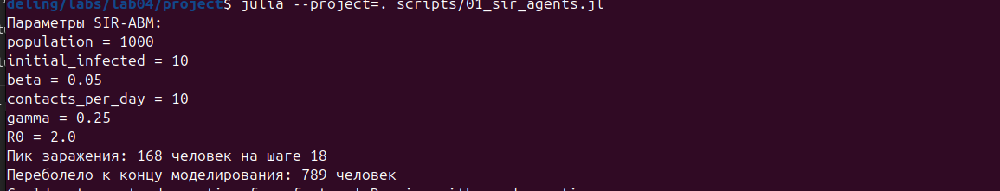 deling/labs/lab04/project$ julia --project=. scripts/01_sir_agents.jl
Параметры SIR-ABM:
population = 1000
initial_infected = 10
beta = 0.05
contacts_per_day = 10
gamma = 0.25
R0 = 2.0
Пик заражения: 168 человек на шаге 18
Переболело к концу моделирования: 789 человек